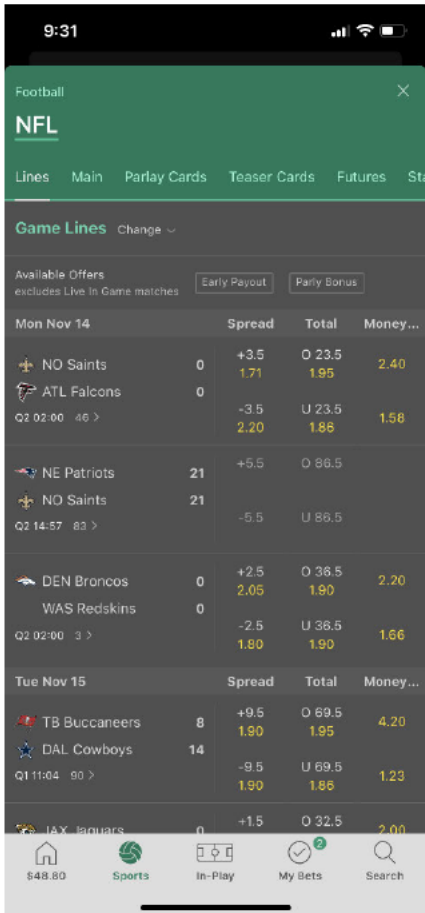 9:31
Football
NFL
Lines Main Parlay Cards Teaser Cards Futures Sta
Game Lines Change
Available Offers
excludes Live In Game matches
Early Payout Parly Bonus
Mon Nov 14 Spread Total Money...
NO Saints 0 +3.5 O 23.5 2.40
1.71 1.95
ATL Falcons 0 -3.5 U 23.5 1.58
Q2 02:00 46 > 2.20 1.86
NE Patriots 21 +5.5 O 86.5
NO Saints 21
-5.5 U 86.5
Q2 14:57 83 >
DEN Broncos 0 +2.5 O 36.5 2.20
2.05 1.90
WAS Redskins 0 -2.5 U 36.5 1.66
Q2 02:00 3 > 1.80 1.90
Tue Nov 15 Spread Total Money...
TB Buccaneers 8 +9.5 O 69.5 4.20
1.90 1.95
DAL Cowboys 14 -9.5 U 69.5 1.23
Q1 11:04 90 > 1.90 1.86
JAX Jaguars 0 +1.5 O 32.5 2.00
2
$48.80 Sports In-Play My Bets Search